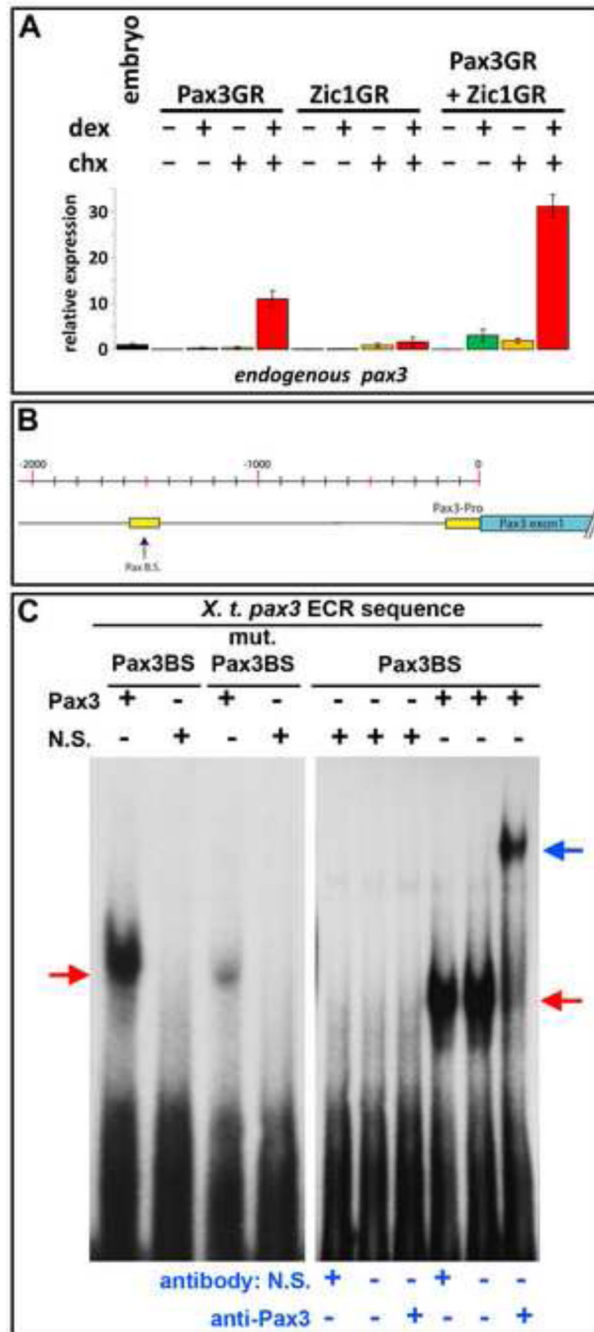 A
embryo
Pax3GR Zic1GR Pax3GR + Zic1GR
dex - + - + - + - + - + - +
chx - - + + - - + + - - + +
relative expression
30
20
10
0
endogenous pax3
B
-2000 -1000 0
Pax3-Pro
Pax3 exon1
Pax B.S.
C
X. t. pax3 ECR sequence
mut.
Pax3BS Pax3BS Pax3BS
Pax3 + - + - - - - + + +
N.S. - + - + + + + - - -
antibody: N.S. + - - + - -
anti-Pax3 - - + - - +